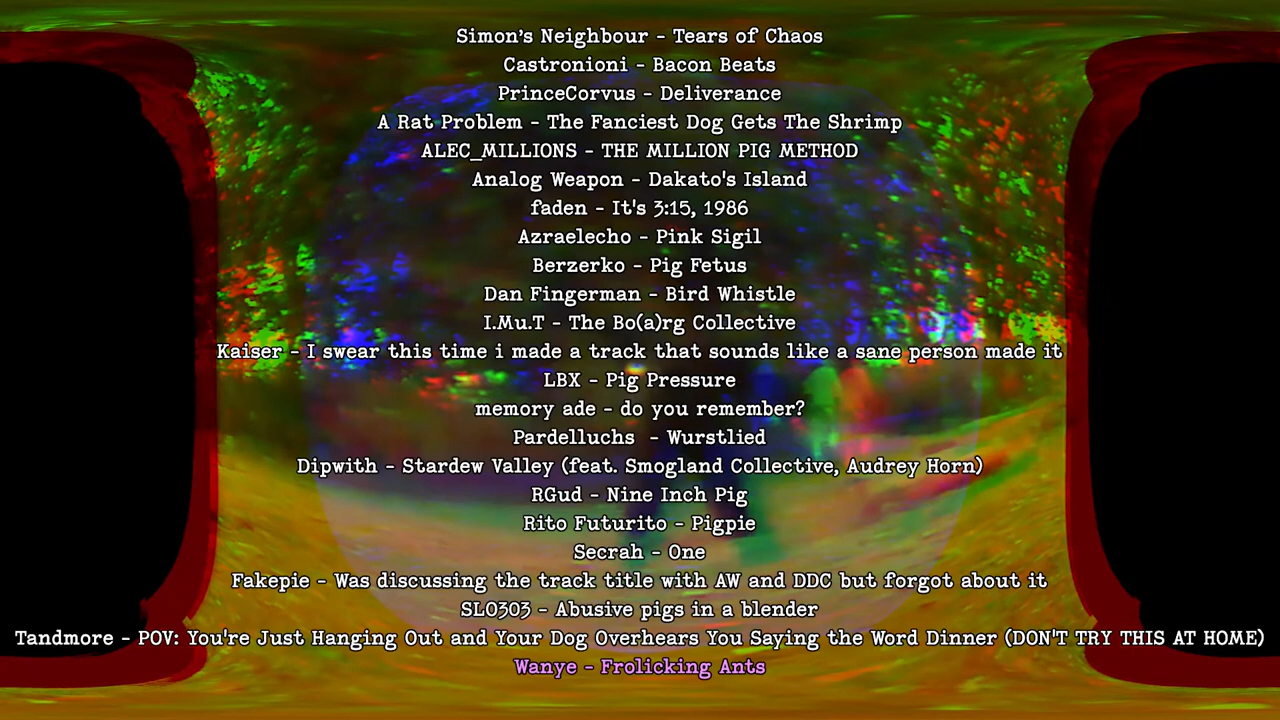 Simon's Neighbour - Tears of Chaos
Castronioni - Bacon Beats
PrinceCorvus - Deliverance
A Rat Problem - The Fanciest Dog Gets The Shrimp
ALEC_MILLIONS - THE MILLION PIG METHOD
Analog Weapon - Dakato's Island
faden - It's 3:15, 1986
Azraelecho - Pink Sigil
Berzerko - Pig Fetus
Dan Fingerman - Bird Whistle
I.Mu.T - The Bo(a)rg Collective
Kaiser - I swear this time i made a track that sounds like a sane person made it
LBX - Pig Pressure
memory ade - do you remember?
Pardelluchs  - Wurstlied
Dipwith - Stardew Valley (feat. Smogland Collective, Audrey Horn)
RGud - Nine Inch Pig
Rito Futurito - Pigpie
Secrah - One
Fakepie - Was discussing the track title with AW and DDC but forgot about it
SLO303 - Abusive pigs in a blender
Tandmore - POV: You're Just Hanging Out and Your Dog Overhears You Saying the Word Dinner (DON'T TRY THIS AT HOME)
Wanye - Frolicking Ants